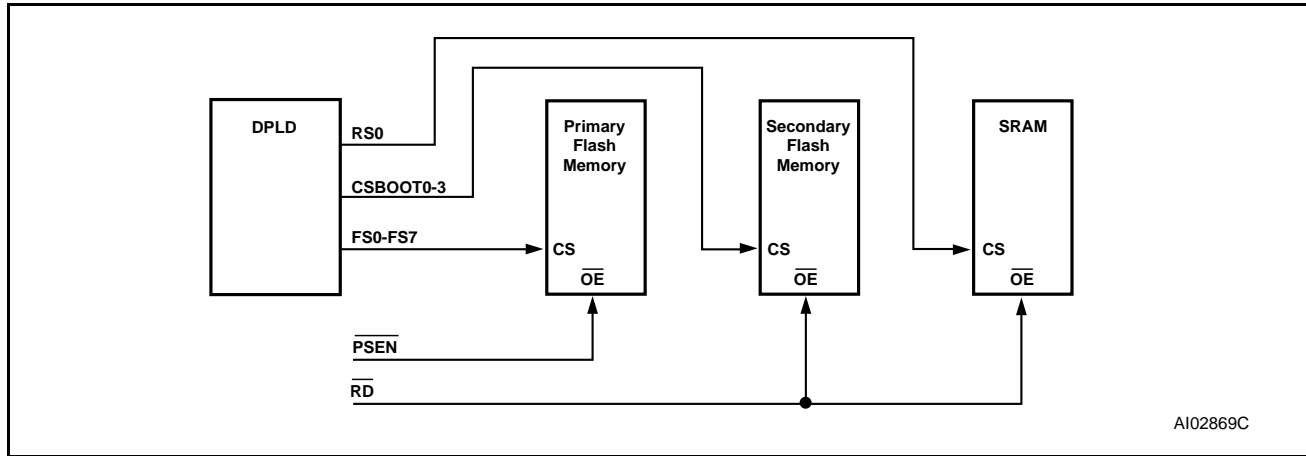 DPLD
RS0
CSBOOT0-3
FS0-FS7
Primary
Flash
Memory
CS
OE
Secondary
Flash
Memory
CS
OE
SRAM
CS
OE
PSEN
RD
AI02869C